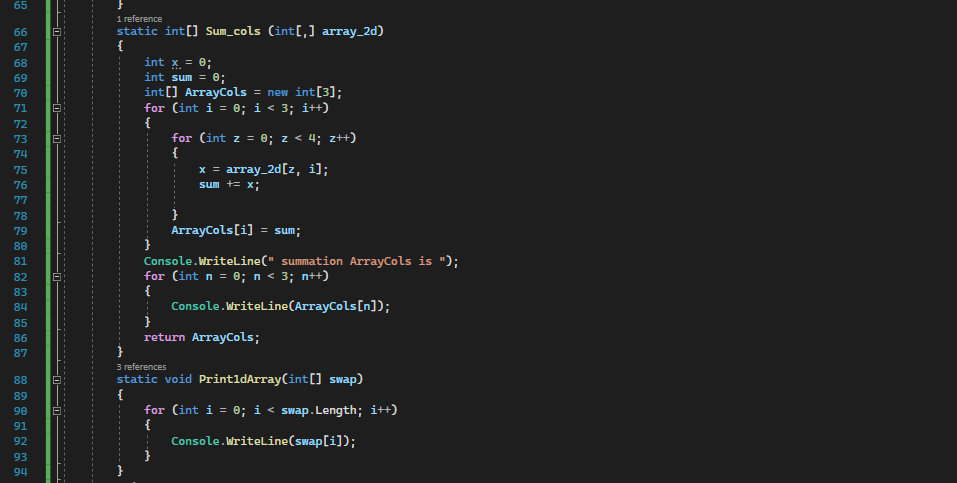 65 }
1 reference
66 static int[] Sum_cols (int[,] array_2d)
67 {
68 int x = 0;
69 int sum = 0;
70 int[] ArrayCols = new int[3];
71 for (int i = 0; i < 3; i++)
72 {
73 for (int z = 0; z < 4; z++)
74 {
75 x = array_2d[z, i];
76 sum += x;
77
78 }
79 ArrayCols[i] = sum;
80 }
81 Console.WriteLine(" summation ArrayCols is ");
82 for (int n = 0; n < 3; n++)
83 {
84 Console.WriteLine(ArrayCols[n]);
85 }
86 return ArrayCols;
87 }
3 references
88 static void Print1dArray(int[] swap)
89 {
90 for (int i = 0; i < swap.Length; i++)
91 {
92 Console.WriteLine(swap[i]);
93 }
94 }